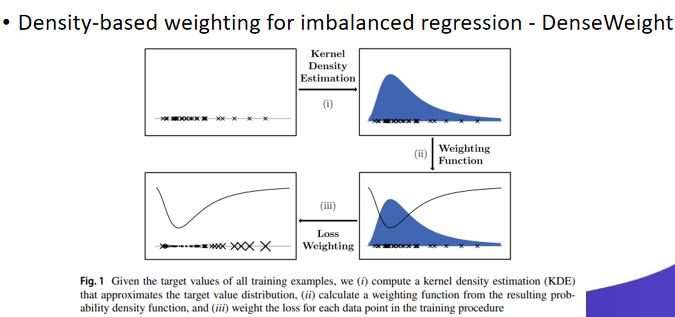 • Density-based weighting for imbalanced regression - DenseWeight
Kernel
Density
Estimation
(i)
(ii) Weighting
Function
(iii)
Loss
Weighting
Fig. 1 Given the target values of all training examples, we (i) compute a kernel density estimation (KDE)
that approximates the target value distribution, (ii) calculate a weighting function from the resulting prob-
ability density function, and (iii) weight the loss for each data point in the training procedure